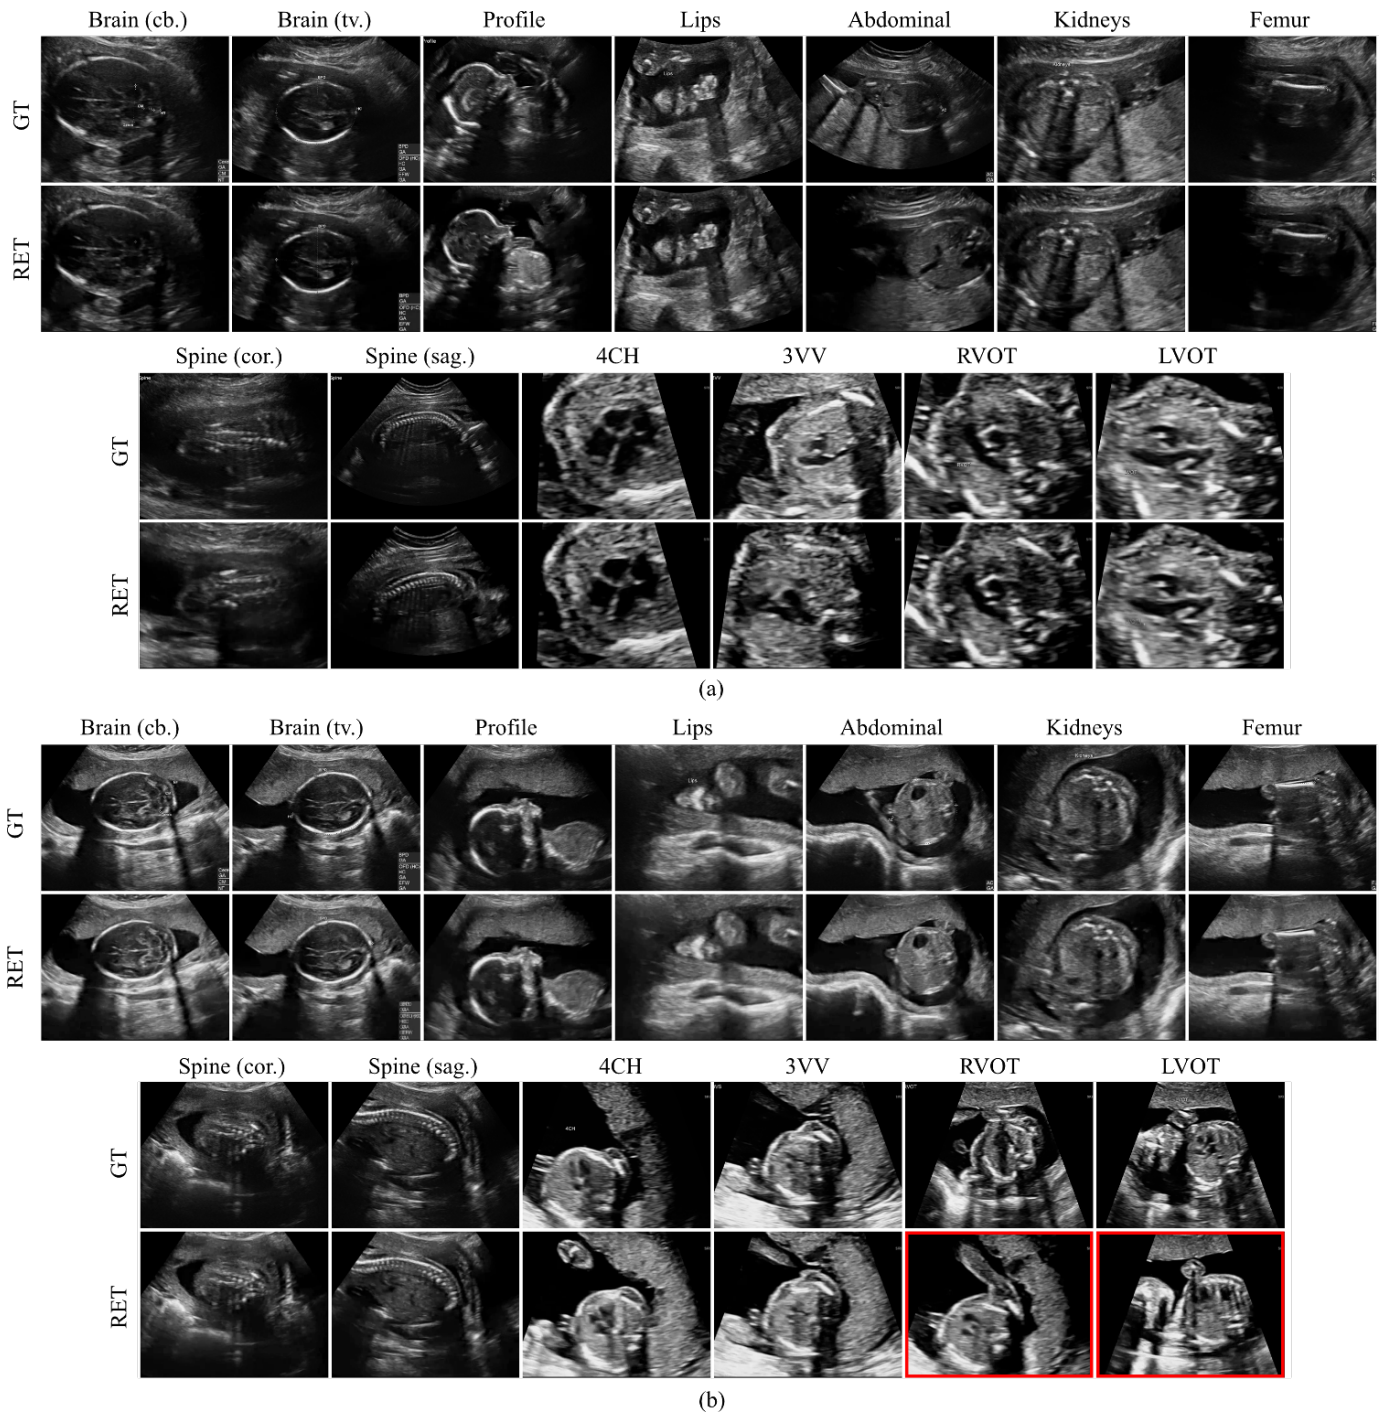 Brain (cb.) Brain (tv.) Profile Lips Abdominal Kidneys Femur
GT
RET
Spine (cor.) Spine (sag.) 4CH 3VV RVOT LVOT
GT
RET
(a)
Brain (cb.) Brain (tv.) Profile Lips Abdominal Kidneys Femur
GT
Lips
RET
Spine (cor.) Spine (sag.) 4CH 3VV RVOT LVOT
GT
4CH
RET
(b)